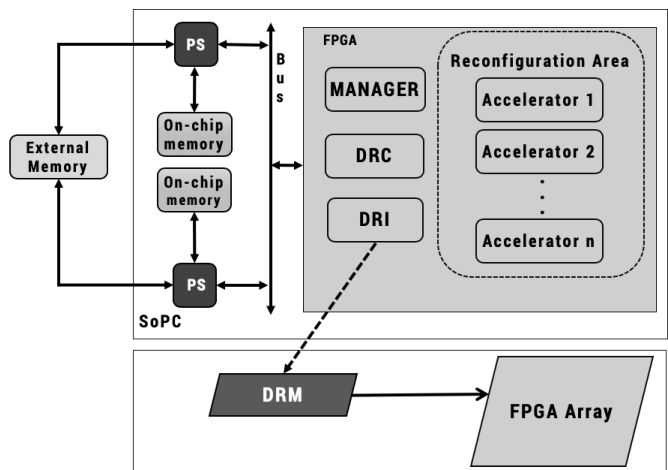 PS
FPGA
Bus
Reconfiguration Area
MANAGER
Accelerator 1
On-chip
memory
External
Memory
DRC
Accelerator 2
On-chip
memory
DRI
Accelerator n
PS
SoPC
DRM
FPGA Array